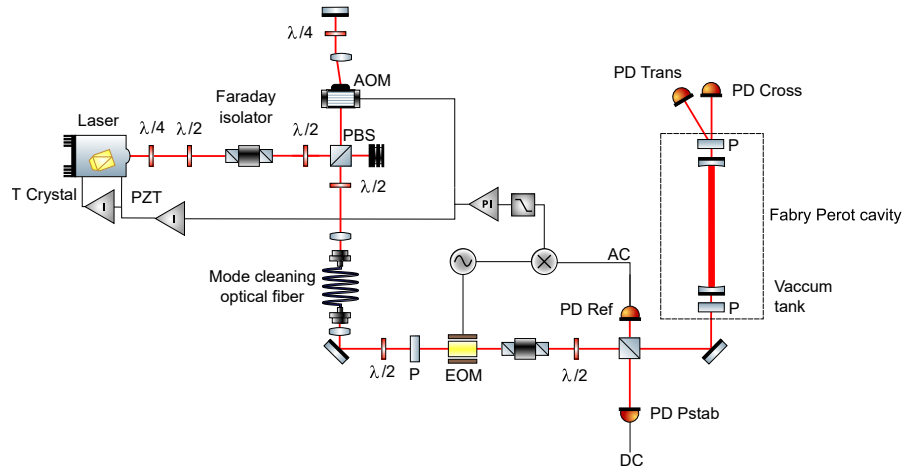 λ/4
AOM
PD Trans
PD Cross
Faraday
isolator
Laser
λ/4
λ/2
λ/2
PBS
P
λ/2
T Crystal
PZT
I
I
PI
Fabry Perot cavity
Mode cleaning
optical fiber
AC
Vaccum
tank
PD Ref
P
λ/2
P
EOM
λ/2
PD Pstab
DC